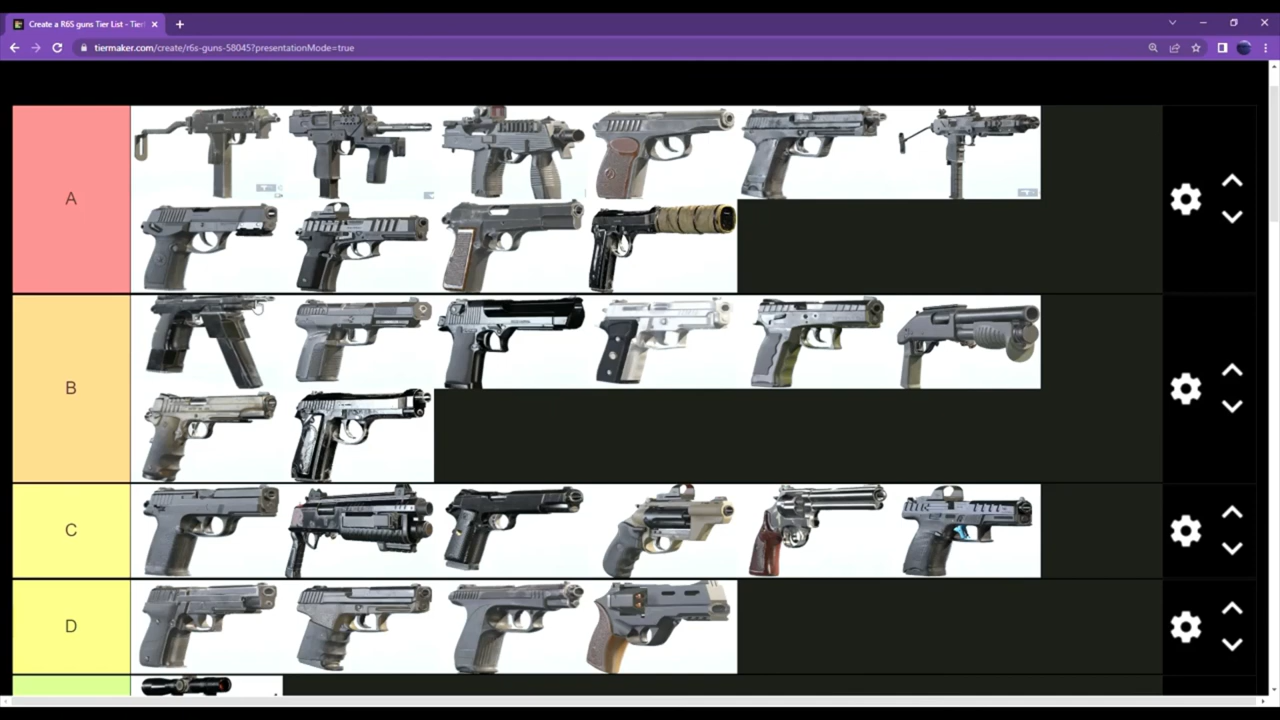 Create a R6S guns Tier List - Tier
tiermaker.com/create/r6s-guns-58045?presentationMode=true
A
B
C
D